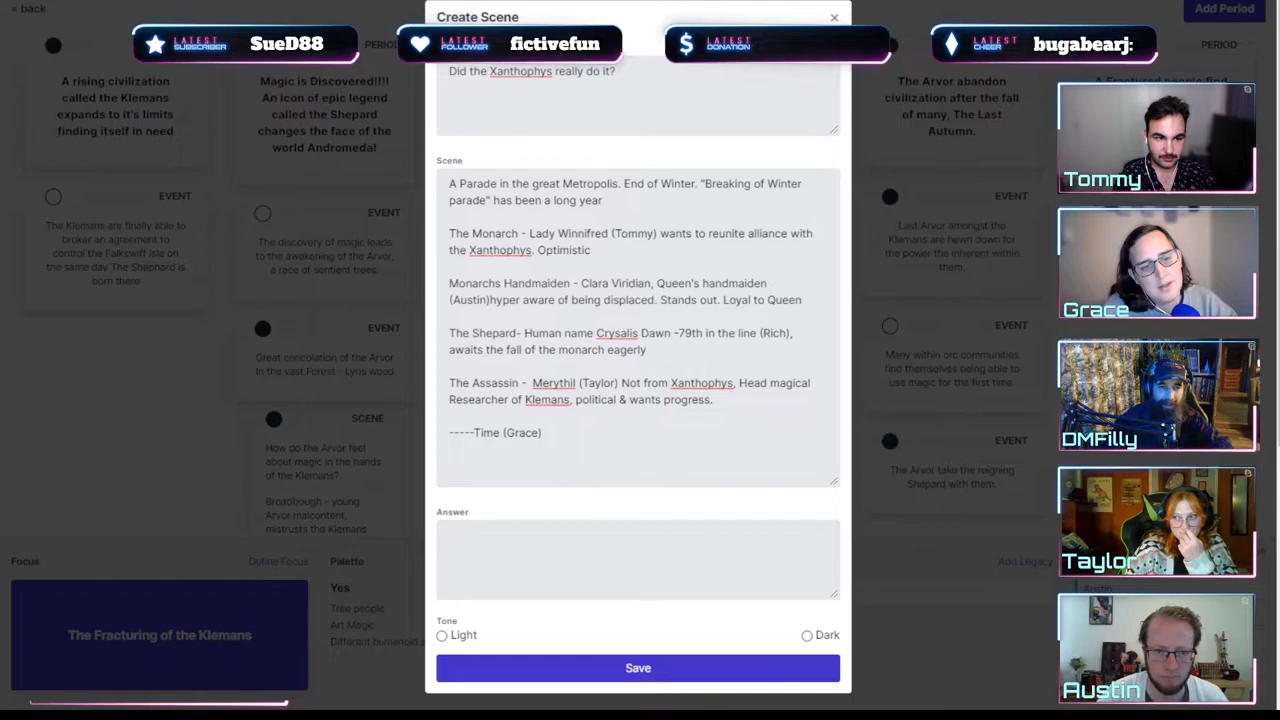 back
Create Scene
×
Add Period
LATEST SUBSCRIBER
SueD88
LATEST FOLLOWER
fictivefun
LATEST DONATION
LATEST CHEER
bugabearj:
PERIOD
A rising civilization
called the Klemans
expands to it's limits
finding itself in need
EVENT
The Klemans are finally able to
brokar an agreement to
control the Falkswiff Isle on
the same day The Shephard is
born there
Magic is Discovered!!!!
An icon of epic legend
called the Shepard
changes the face of the
world Andromeda!
EVENT
The discovery of magic leads
to the awakening of the Arvor,
a race of sentient trees.
EVENT
Great concolation of the Arvor
in the vast Forest - Lyos wood
SCENE
How do the Arvor feel
about magic in the hands
of the Klemans?
Broadbough - young
Arvor malcontent,
mistrusts the Klemans
Did the Xanthophys really do it?
Scene
A Parade in the great Metropolis. End of Winter. "Breaking of Winter
parade" has been a long year
The Monarch - Lady Winnifred (Tommy) wants to reunite alliance with
the Xanthophys. Optimistic
Monarchs Handmaiden - Clara Viridian, Queen's handmaiden
(Austin)hyper aware of being displaced. Stands out. Loyal to Queen
The Shepard- Human name Crysalis Dawn -79th in the line (Rich),
awaits the fall of the monarch eagerly
The Assassin - Merythil (Taylor) Not from Xanthophys, Head magical
Researcher of Klemans, political & wants progress.
-----Time (Grace)
Answer
Tone
Light
Dark
Save
The Arvor abandon
civilization after the fall
of many, The Last
Autumn.
EVENT
Last Arvor amongst the
Klemans are hewn down for
the power the inherent within
them.
EVENT
Many within orc communities
find themselves being able to
use magic for the first time.
EVENT
The Arvor take the reigning
Shepard with them.
PERIOD
A Fractured people find
Focus
Define Focus
The Fracturing of the Klemans
Palette
Yes
Tree people
Art Magic
Different humanoid
Add Legacy
Austin
Tommy
Grace
DMFilly
Taylor
Austin